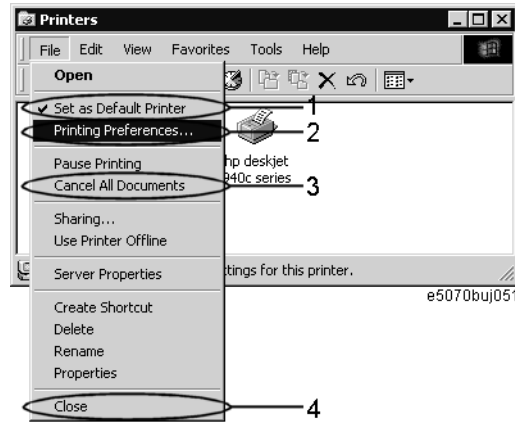 Printers
File Edit View Favorites Tools Help
Open
Set as Default Printer
1
Printing Preferences...
2
hp deskjet
940c series
Pause Printing
Cancel All Documents
3
Sharing...
Use Printer Offline
Server Properties
tings for this printer.
e5070buj051
Create Shortcut
Delete
Rename
Properties
Close
4